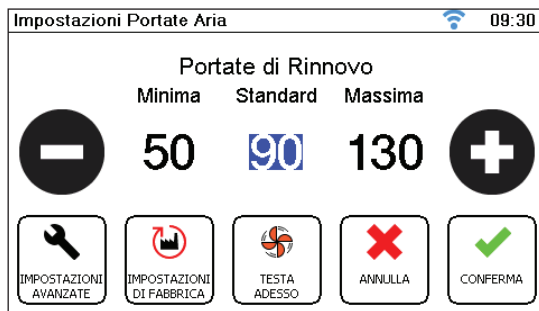 Impostazioni Portate Aria 09:30
Portate di Rinnovo
Minima Standard Massima
50 90 130
IMPOSTAZIONI AVANZATE
IMPOSTAZIONI DI FABBRICA
TESTA ADESSO
ANNULLA
CONFERMA